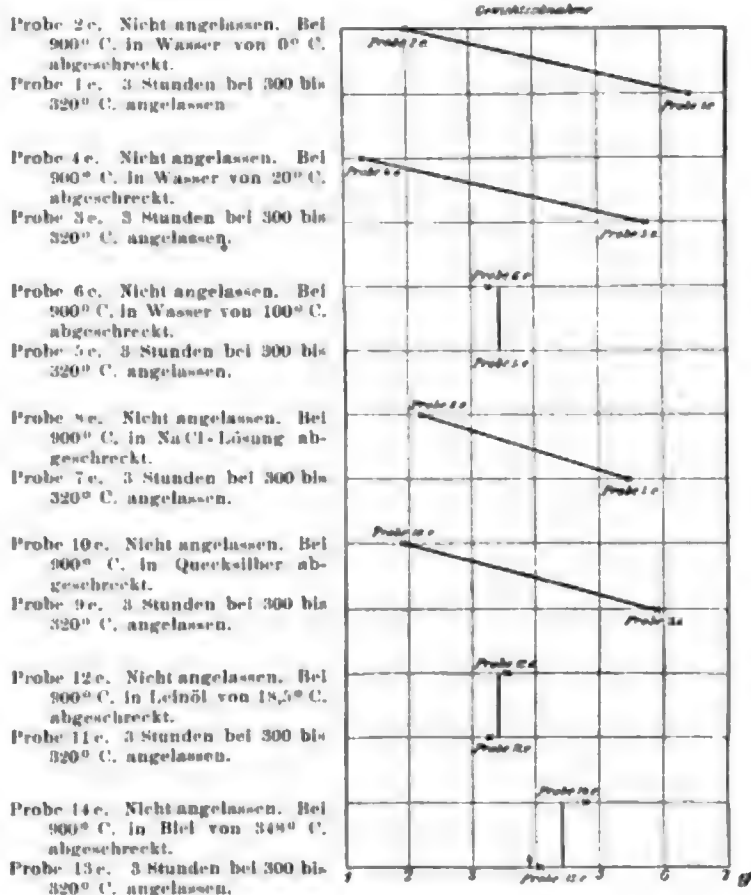 Gewichtsabnahme
Probe 2e. Nicht angelassen. Bei
900° C. in Wasser von 0° C.
abgeschreckt.
Probe 1e. 3 Stunden bei 300 bis
320° C. angelassen
Probe 2e.
Probe 1e.
Probe 4e. Nicht angelassen. Bei
900° C. in Wasser von 20° C.
abgeschreckt.
Probe 3e. 3 Stunden bei 300 bis
320° C. angelassen.
Probe 4e.
Probe 3e.
Probe 6e. Nicht angelassen. Bei
900° C. in Wasser von 100° C.
abgeschreckt.
Probe 5e. 3 Stunden bei 300 bis
320° C. angelassen.
Probe 6e.
Probe 5e.
Probe 8e. Nicht angelassen. Bei
900° C. in NaCl-Lösung ab-
geschreckt.
Probe 7e. 3 Stunden bei 300 bis
320° C. angelassen.
Probe 8e.
Probe 7e.
Probe 10e. Nicht angelassen. Bei
900° C. in Quecksilber ab-
geschreckt.
Probe 9e. 3 Stunden bei 300 bis
320° C. angelassen.
Probe 10e
Probe
Probe 12e. Nicht angelassen. Bei
900° C. in Leinöl von 18,5° C.
abgeschreckt.
Probe 11e. 3 Stunden bei 300 bis
320° C. angelassen.
Probe 12e.
Probe 11e.
Probe 14e. Nicht angelassen. Bei
900° C. in Blei von 348° C.
abgeschreckt.
Probe 13e. 3 Stunden bei 300 bis
320° C. angelassen.
Probe 14e.
Probe 13e.